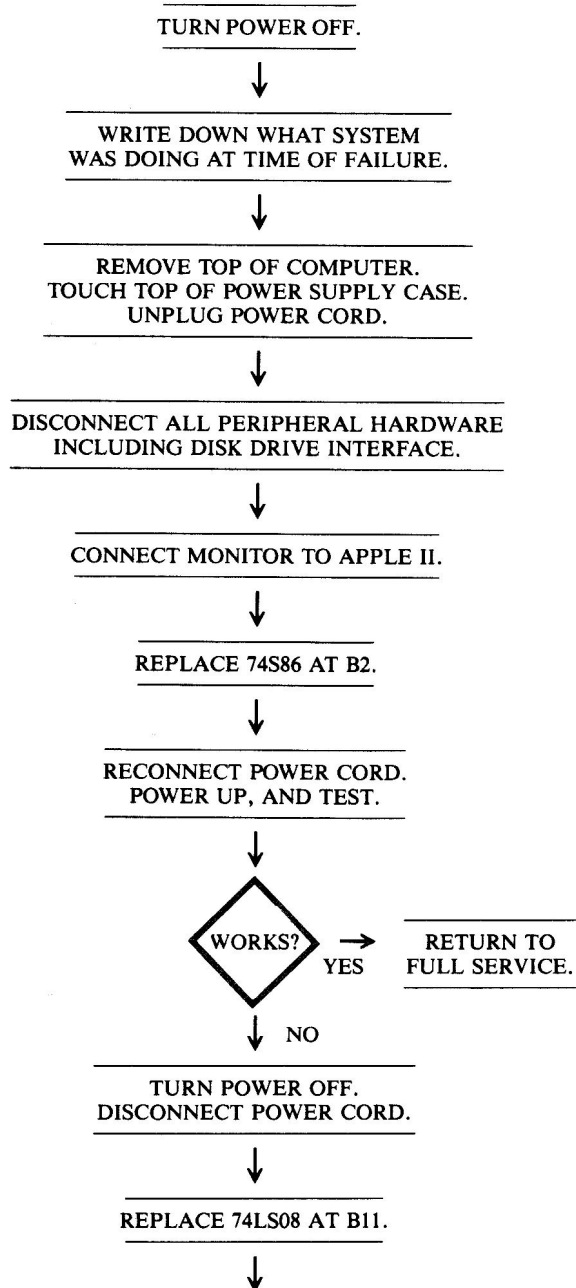 TURN POWER OFF.
WRITE DOWN WHAT SYSTEM
WAS DOING AT TIME OF FAILURE.
REMOVE TOP OF COMPUTER.
TOUCH TOP OF POWER SUPPLY CASE.
UNPLUG POWER CORD.
DISCONNECT ALL PERIPHERAL HARDWARE
INCLUDING DISK DRIVE INTERFACE.
CONNECT MONITOR TO APPLE II.
REPLACE 74S86 AT B2.
RECONNECT POWER CORD.
POWER UP, AND TEST.
WORKS?
YES
RETURN TO
FULL SERVICE.
NO
TURN POWER OFF.
DISCONNECT POWER CORD.
REPLACE 74LS08 AT B11.